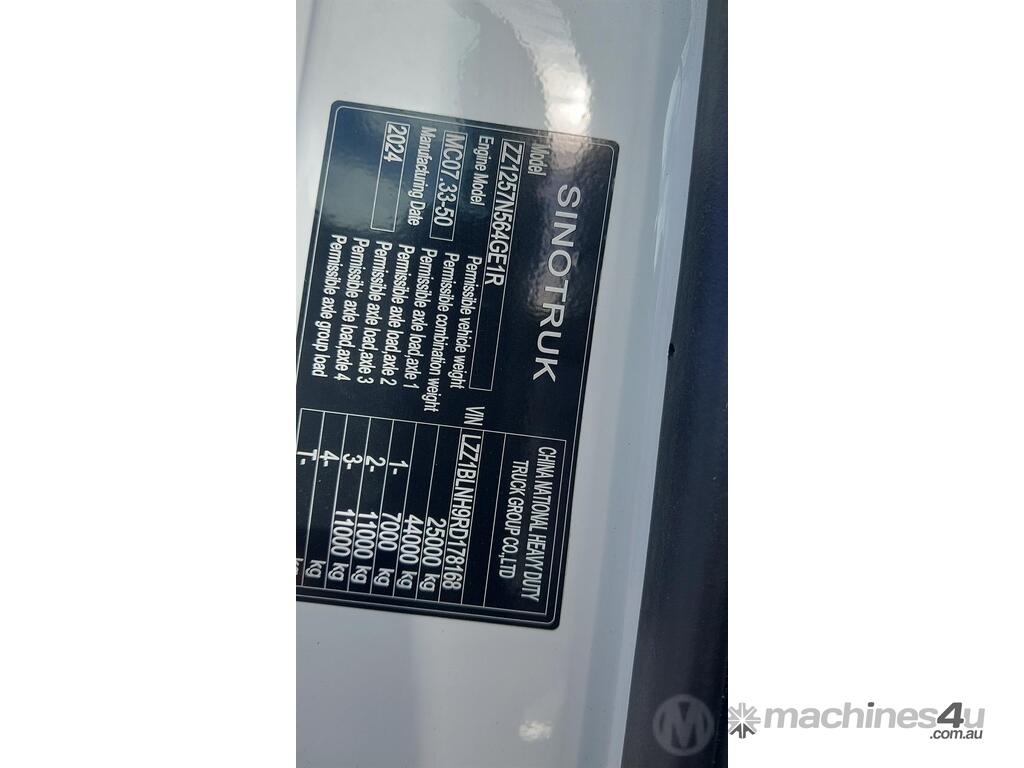 SINOTRUK
CHINA NATIONAL HEAVY DUTY
TRUCK GROUP CO.,LTD
Model
ZZ1257N564GE1R
VIN LZZ1BLNH9RD178168
Engine Model
MC07.33-50
Manufacturing Date
2024
Permissible vehicle weight 25000 kg
Permissible combination weight 44000 kg
Permissible axle load,axle 1 1- 7000 kg
Permissible axle load,axle 2 2- 11000 kg
Permissible axle load,axle 3 3- 11000 kg
Permissible axle load,axle 4 4- kg
Permissible axle group load T- kg
machines4u
.com.au